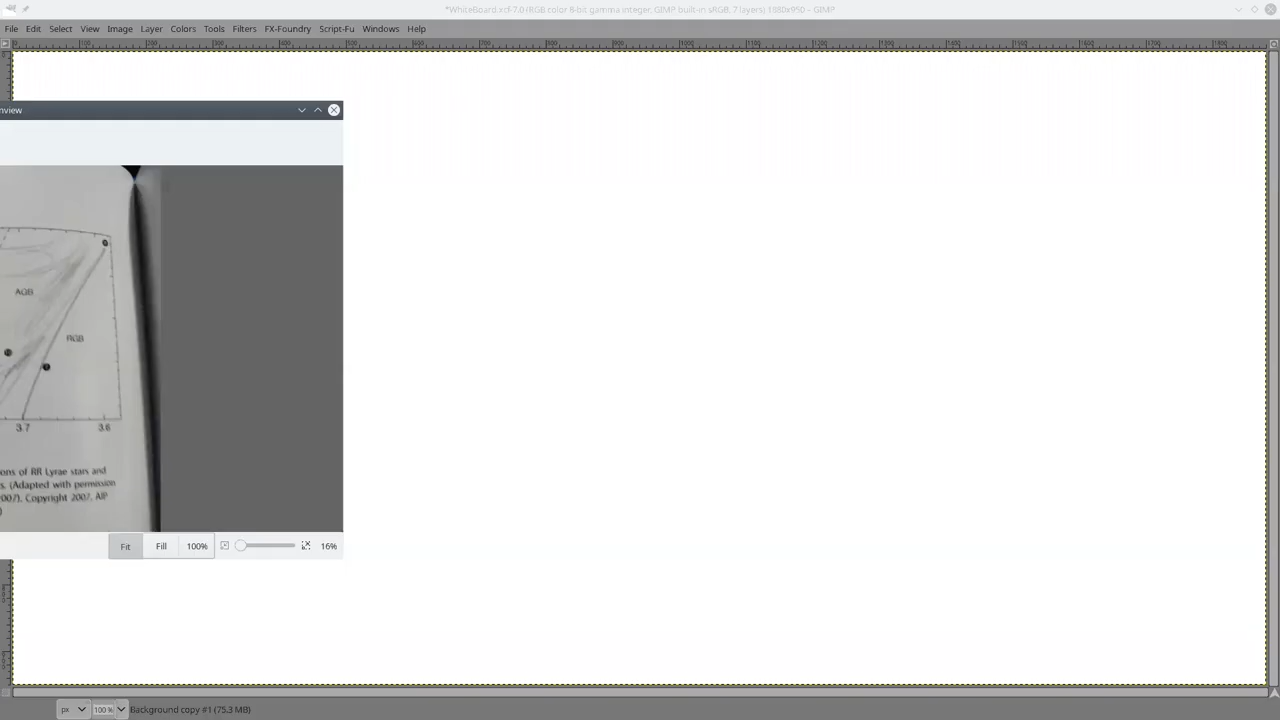 *WhiteBoard.xcf-7.0 (RGB color 8-bit gamma integer, GIMP built-in sRGB, 7 layers) 1880x950 – GIMP
File Edit Select View Image Layer Colors Tools Filters FX-Foundry Script-Fu Windows Help
nview
AGB
RGB
3.7 3.6
ons of RR Lyrae stars and
s. (Adapted with permission
2007). Copyright 2007, AIP
)
Fit Fill 100% 16%
px 100 % Background copy #1 (75.3 MB)